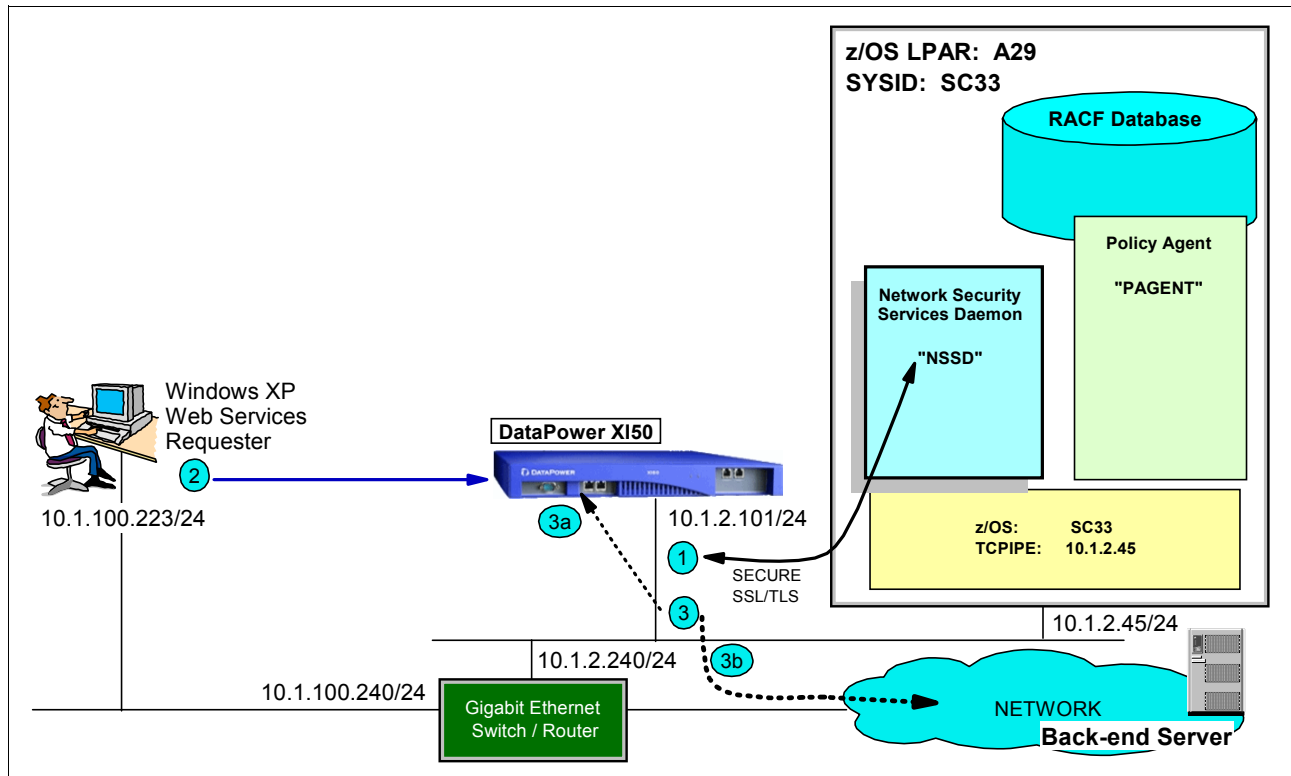 z/OS LPAR: A29
SYSID: SC33
RACF Database
Policy Agent
"PAGENT"
Network Security
Services Daemon
"NSSD"
Windows XP
Web Services
Requester
2
10.1.100.223/24
DataPower XI50
DATAPOWER
3a
10.1.2.101/24
1
SECURE
SSL/TLS
z/OS: SC33
TCPIPE: 10.1.2.45
3
10.1.2.45/24
10.1.2.240/24
3b
10.1.100.240/24
Gigabit Ethernet
Switch / Router
NETWORK
Back-end Server